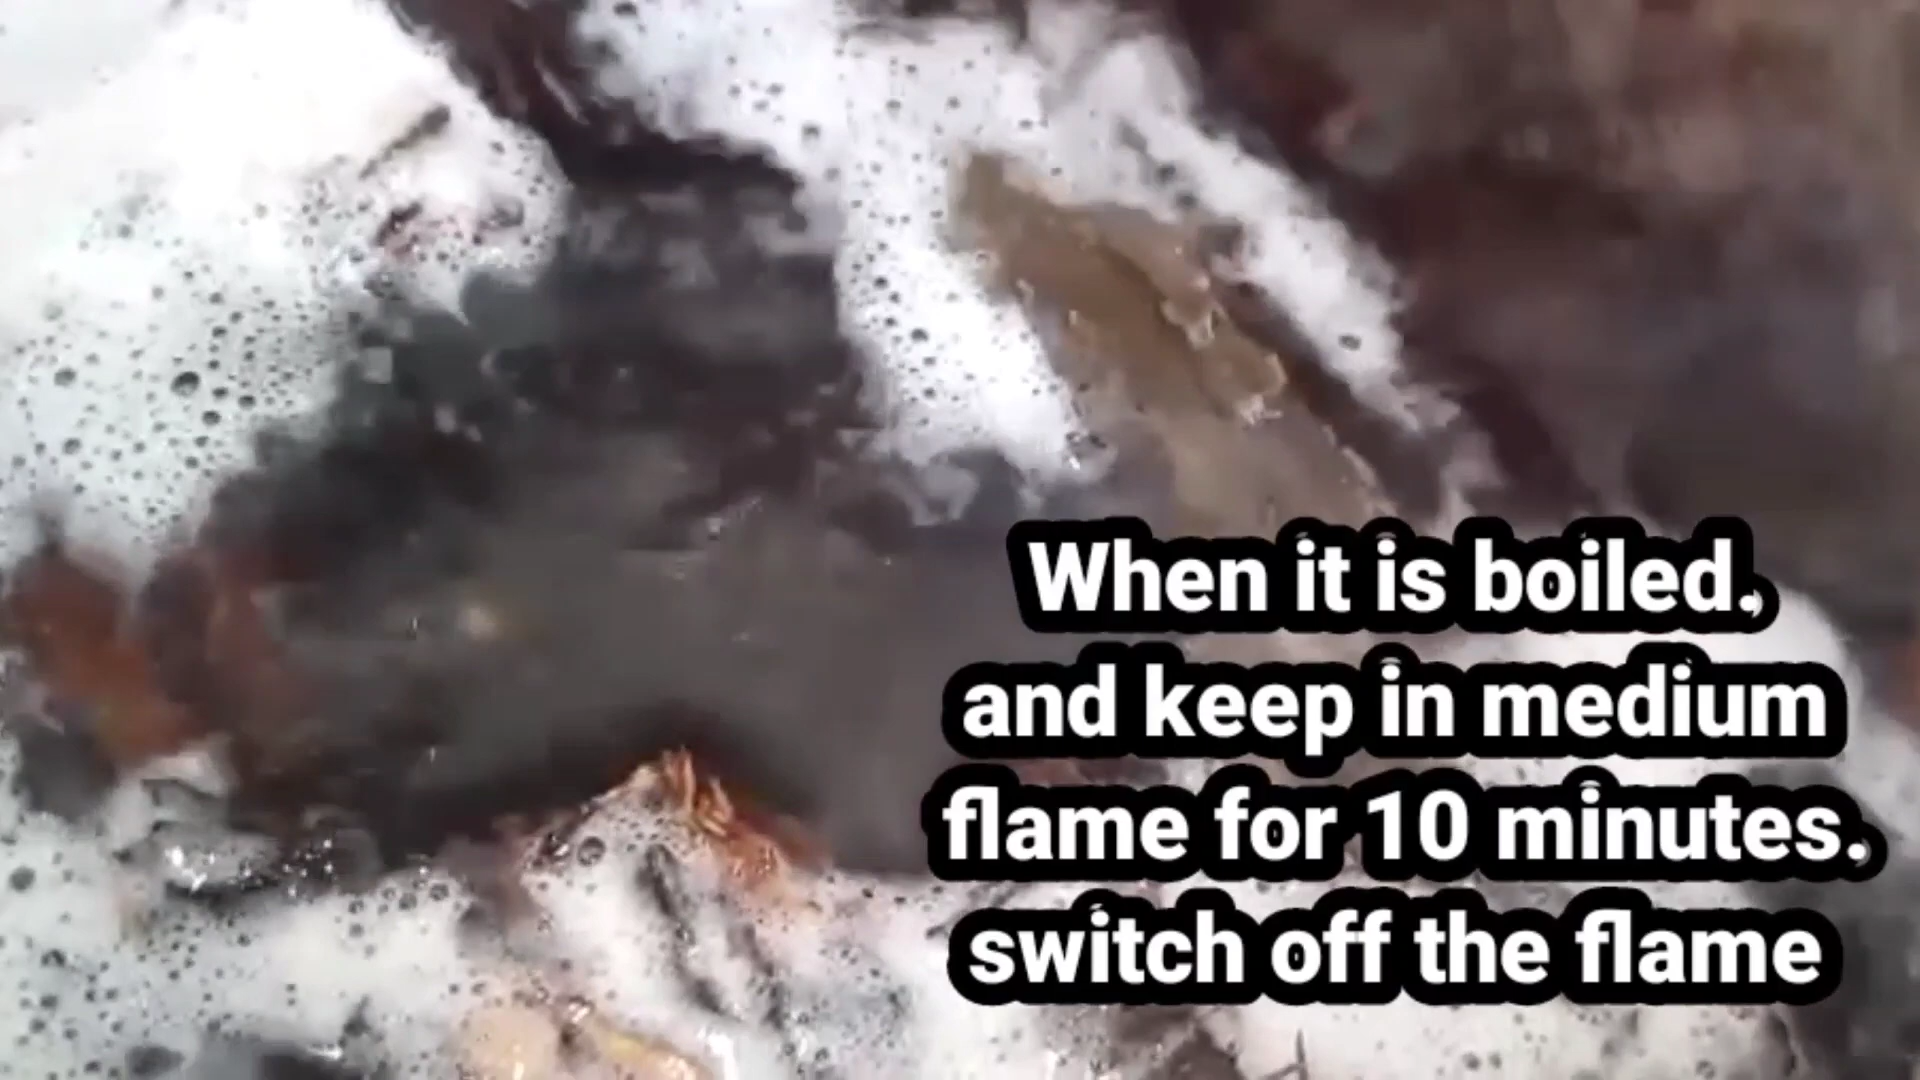 When it is boiled,
and keep in medium
flame for 10 minutes.
switch off the flame